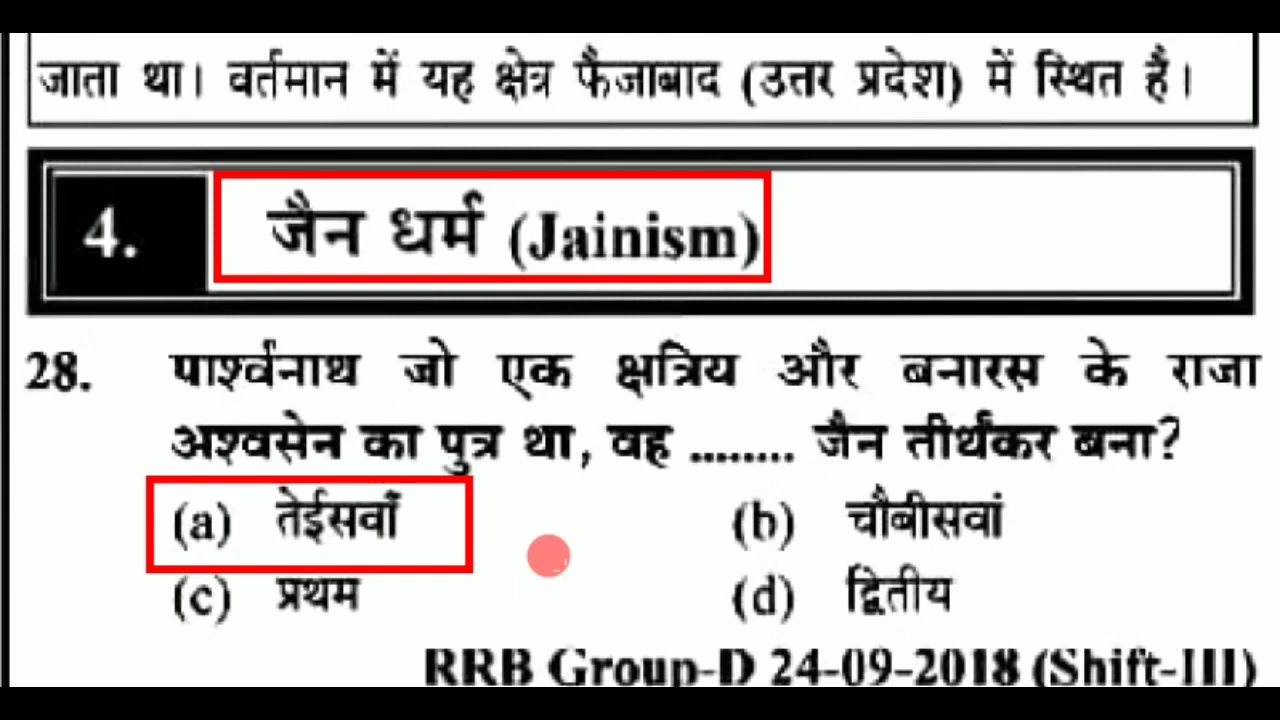 जाता था। वर्तमान में यह क्षेत्र फैजाबाद (उत्तर प्रदेश) में स्थित है।
4. जैन धर्म (Jainism)
28. पार्श्वनाथ जो एक क्षत्रिय और बनारस के राजा
अश्वसेन का पुत्र था, वह ........ जैन तीर्थंकर बना?
(a) तेईसवाँ (b) चौबीसवां
(c) प्रथम (d) द्वितीय
RRB Group-D 24-09-2018 (Shift-III)